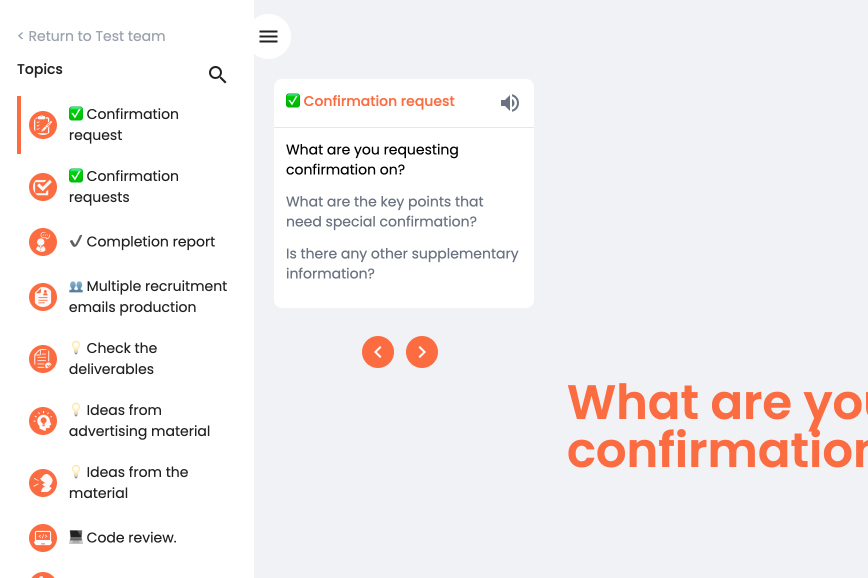 < Return to Test team
Topics
✅ Confirmation
request
✅ Confirmation
requests
✔ Completion report
👥 Multiple recruitment
emails production
💡 Check the
deliverables
💡 Ideas from
advertising material
💡 Ideas from the
material
💻 Code review.
✅ Confirmation request
What are you requesting
confirmation on?
What are the key points that
need special confirmation?
Is there any other supplementary
information?
What are you
confirmation